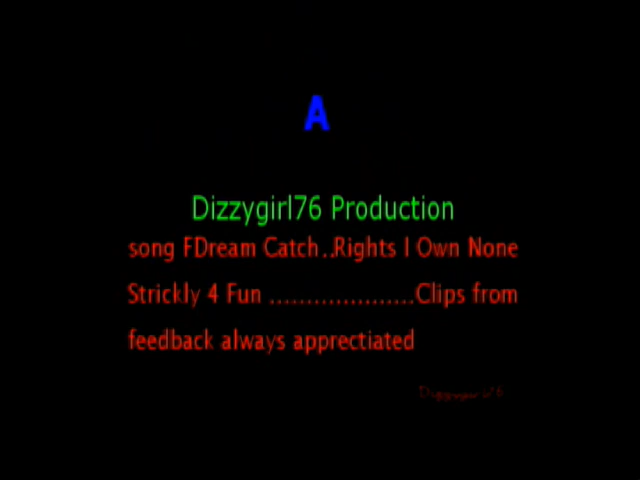 A
Dizzygirl76 Production
song FDream Catch..Rights I Own None
Strickly 4 Fun ....................Clips from
feedback always apprectiated